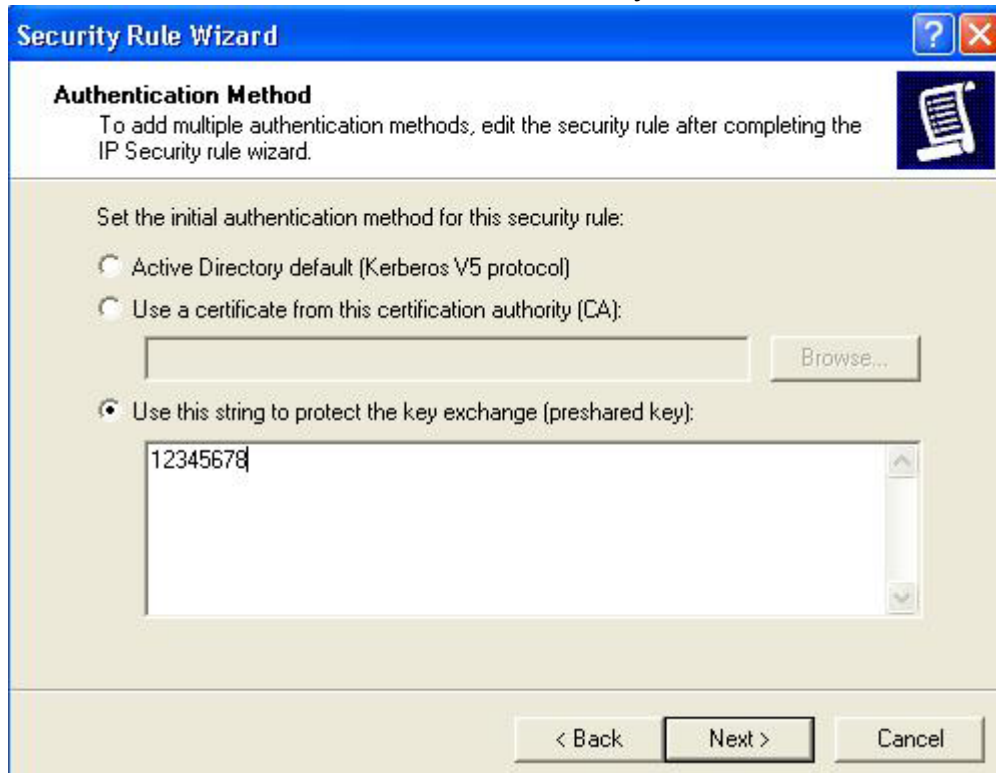 Security Rule Wizard
Authentication Method
To add multiple authentication methods, edit the security rule after completing the
IP Security rule wizard.
Set the initial authentication method for this security rule:
Active Directory default (Kerberos V5 protocol)
Use a certificate from this certification authority (CA):
Browse...
Use this string to protect the key exchange (preshared key):
12345678
< Back Next > Cancel